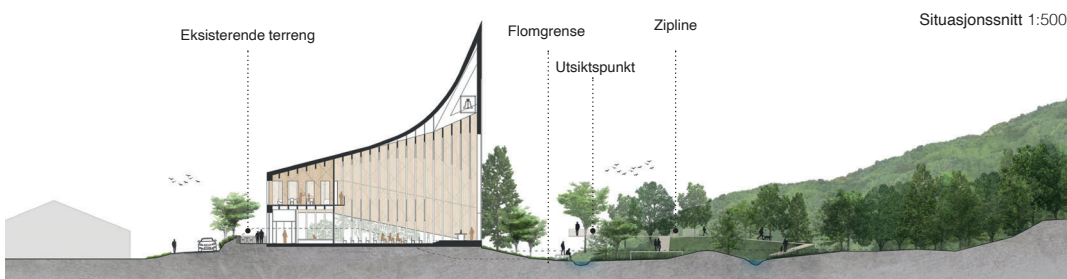 Situasjonssnitt 1:500
Eksisterende terreng
Flomgrense
Zipline
Utsiktspunkt